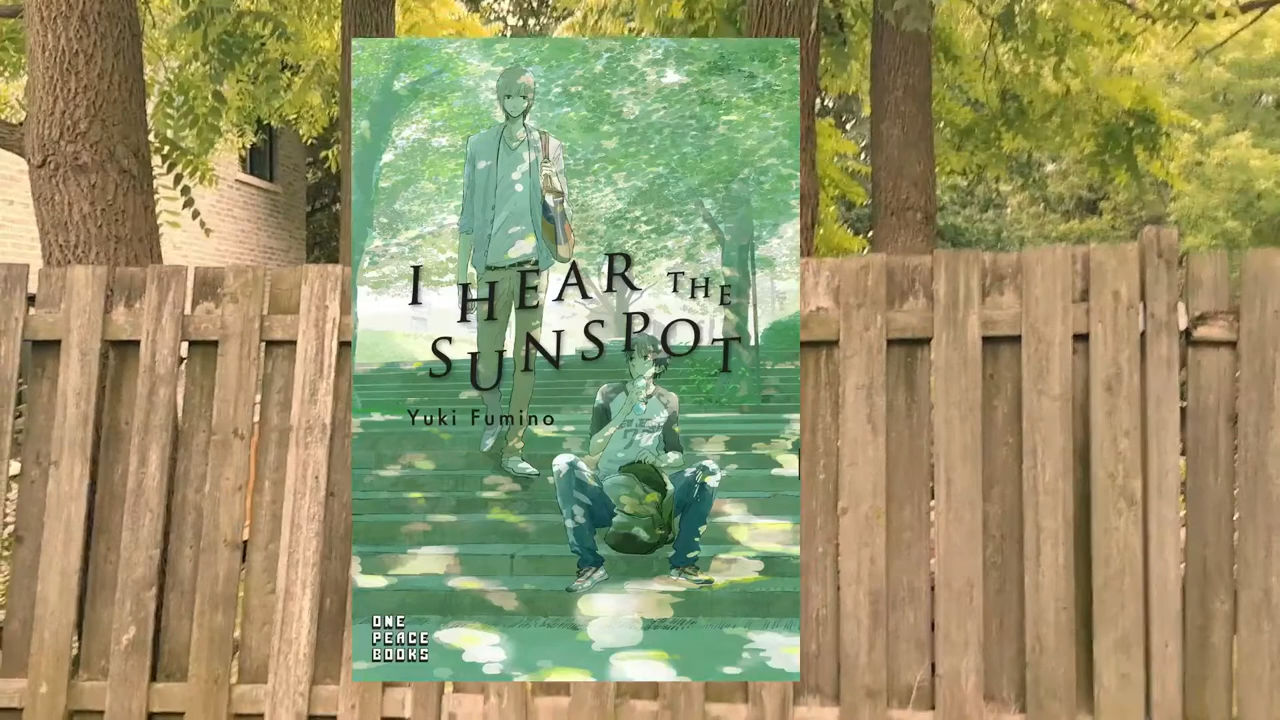 I HEAR THE
SUNSPOT
Yuki Fumino
ONE
PEACE
BOOKS